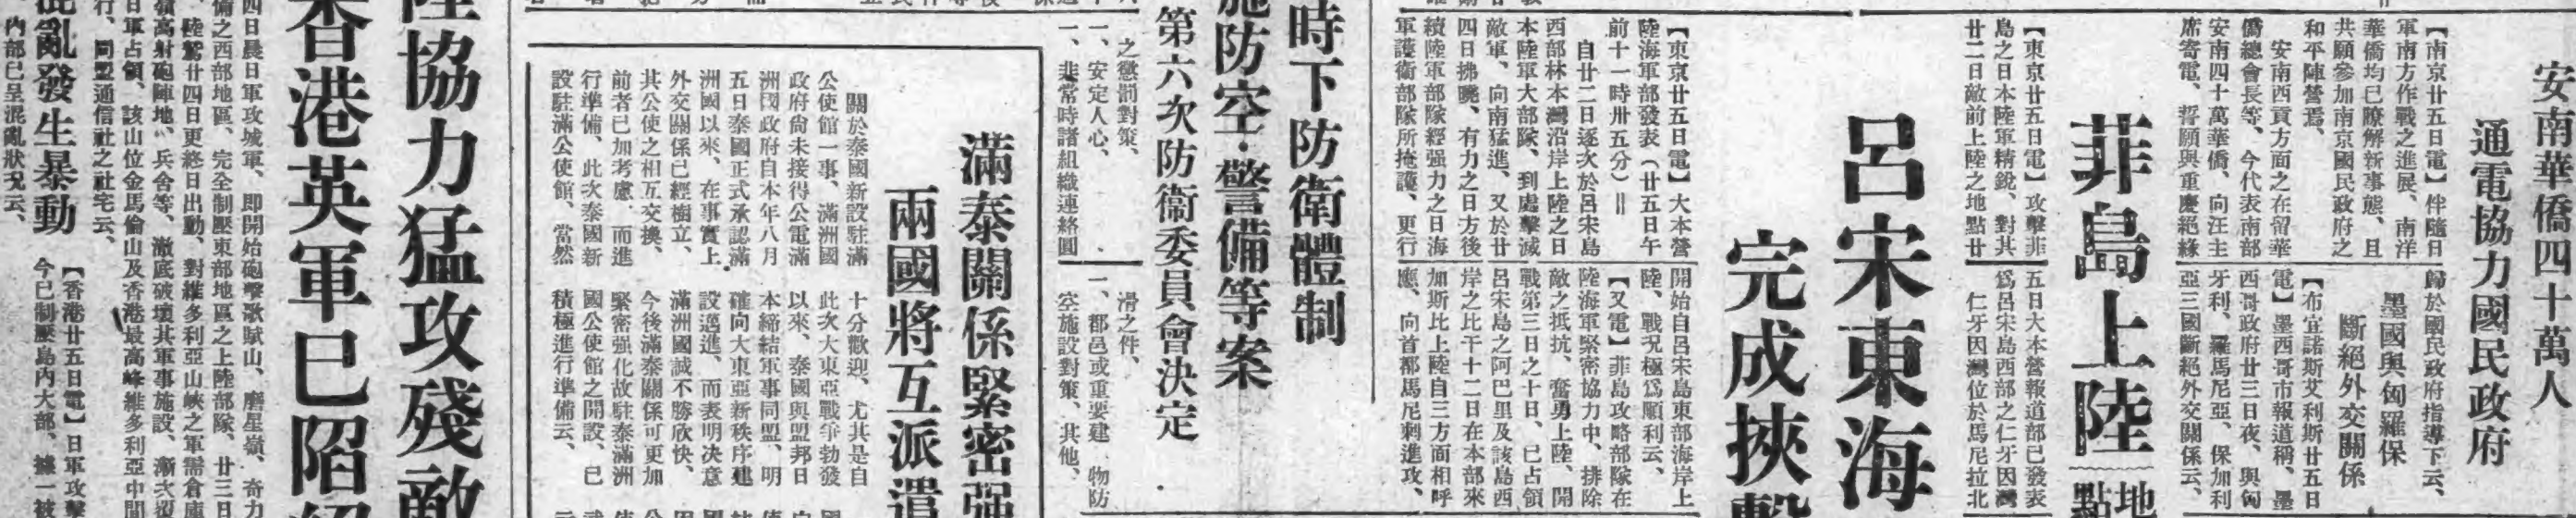 安南華僑四十萬人
通電協力國民政府
【南京廿五日電】伴隨日
軍南方作戰之進展、南洋
華僑均已瞭解新事態、且
共願參加南京國民政府之
和平陣營焉、
安南西貢方面之在留華
僑總會長等、今代表南部
安南四十萬華僑、向汪主
席寄電、誓願與重慶絕緣
歸於國民政府指導下云、
墨國與匈羅保
斷絕外交關係
【布宜諾斯艾利斯廿五日
電】墨西哥市報道稱、墨
西哥政府廿三日夜、與匈
牙利、羅馬尼亞、保加利
亞三國斷絕外交關係云、
菲島上陸
地
點
【東京廿五日電】攻擊菲
島之日本陸軍精銳、對其
廿二日敵前上陸之地點廿
五日大本營報道部已發表
爲呂宋島西部之仁牙因灣
仁牙因灣位於馬尼拉北
呂宋東海
完成挾擊
【東京廿五日電】大本營
陸海軍部發表（廿五日午
前十一時卅五分）＝
自廿二日逐次於呂宋島
西部林本灣沿岸上陸之日
本陸軍大部隊、到處擊滅
敵軍、向南猛進、又於廿
四日拂曉、有力之日方後
續陸軍部隊經强力之日海
軍護衛部隊所掩護、更行
開始自呂宋島東部海岸上
陸、戰況極爲順利云、
【又電】菲島攻略部隊在
陸海軍緊密協力中、排除
敵之抵抗、奮勇上陸、開
戰第三日之十日、已占領
呂宋島之阿巴里及該島西
岸之比干十二日在本部來
加斯比上陸自三方面相呼
應、向首都馬尼剌進攻、
時下防衛體制
施防空·警備等案
第六次防衛委員會決定
之懲罰對策、
一、安定人心、
一、非常時諸組織連絡圓
滑之件、
一、都邑或重要建 物防
空施設對策、其他、
滿泰關係緊密强
兩國將互派遣
關於泰國新設駐滿
公使館一事、滿洲國
政府尙未接得公電滿
洲國政府自本年八月
五日泰國正式承認滿
洲國以來、在事實上
外交關係已經樹立、
其公使之相互交換、
前者已加考慮、而進
行準備、此次泰國新
設駐滿公使館、當然
十分歡迎、尤其是自
此次大東亞戰爭勃發
以來、泰國與盟邦日
本締結軍事同盟、明
確向大東亞新秩序建
設邁進、而表明決意
滿洲國誠不勝欣快、
今後滿泰關係可更加
緊密强化故駐泰滿洲
國公使館之開設、已
積極進行準備云、
陸協力猛攻殘敵
香港英軍已陷
四日晨日軍攻城軍、即開始砲擊歌賦山、磨星嶺、奇力
備之西部地區、完全制壓東部地區之上陸部隊、廿三日
陸鷲廿四日更終日出動、對維多利亞山峽之軍需倉庫
嶺高射砲陣地、兵舍等、澈底破壞其軍事施設、漸次
日軍占領、該山位金馬倫山及香港最高峰維多利亞中間
行、同盟通信社之社宅云、
混亂發生暴動
【香港廿五日電】日軍攻擊
今已制壓島內大部、據一被
內部已呈混亂狀況云、